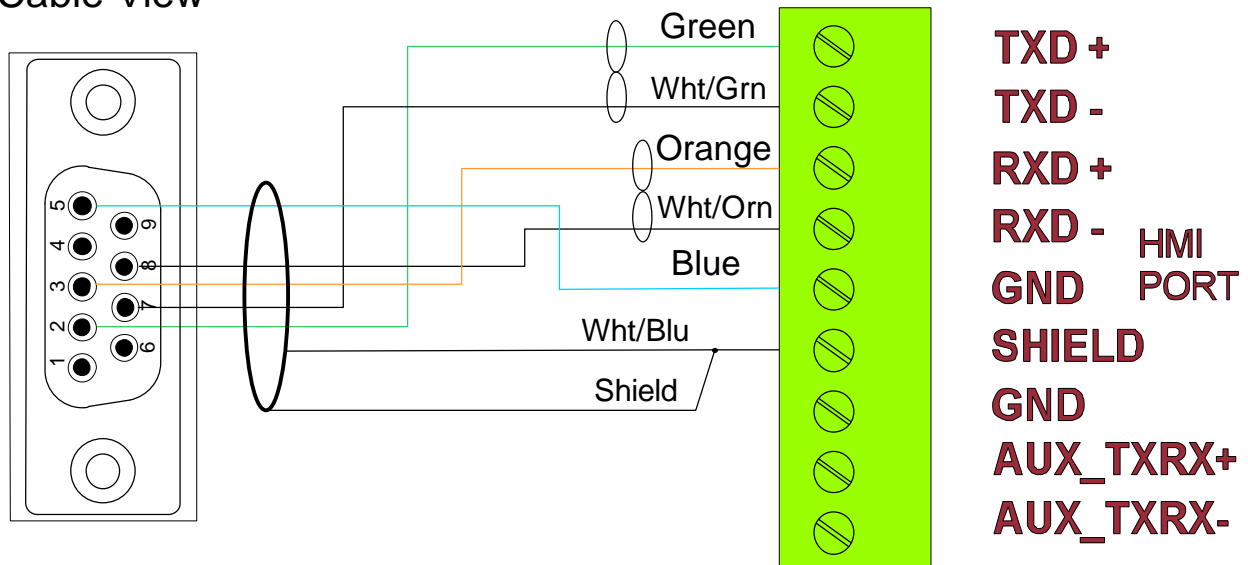 Cable View
Green
Wht/Grn
Orange
Wht/Orn
Blue
Wht/Blu
Shield
5
4
3
2
1
9
8
7
6
TXD +
TXD -
RXD +
RXD -
GND
HMI
PORT
SHIELD
GND
AUX_TXRX+
AUX_TXRX-